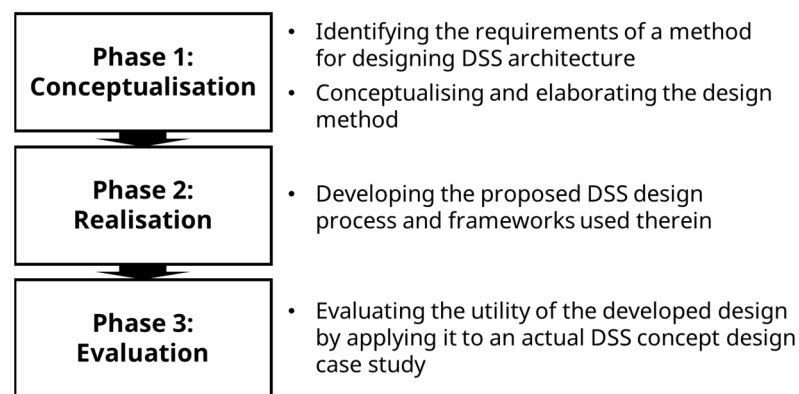 Phase 1:
Conceptualisation
• Identifying the requirements of a method
for designing DSS architecture
• Conceptualising and elaborating the design
method
Phase 2:
Realisation
• Developing the proposed DSS design
process and frameworks used therein
Phase 3:
Evaluation
• Evaluating the utility of the developed design
by applying it to an actual DSS concept design
case study